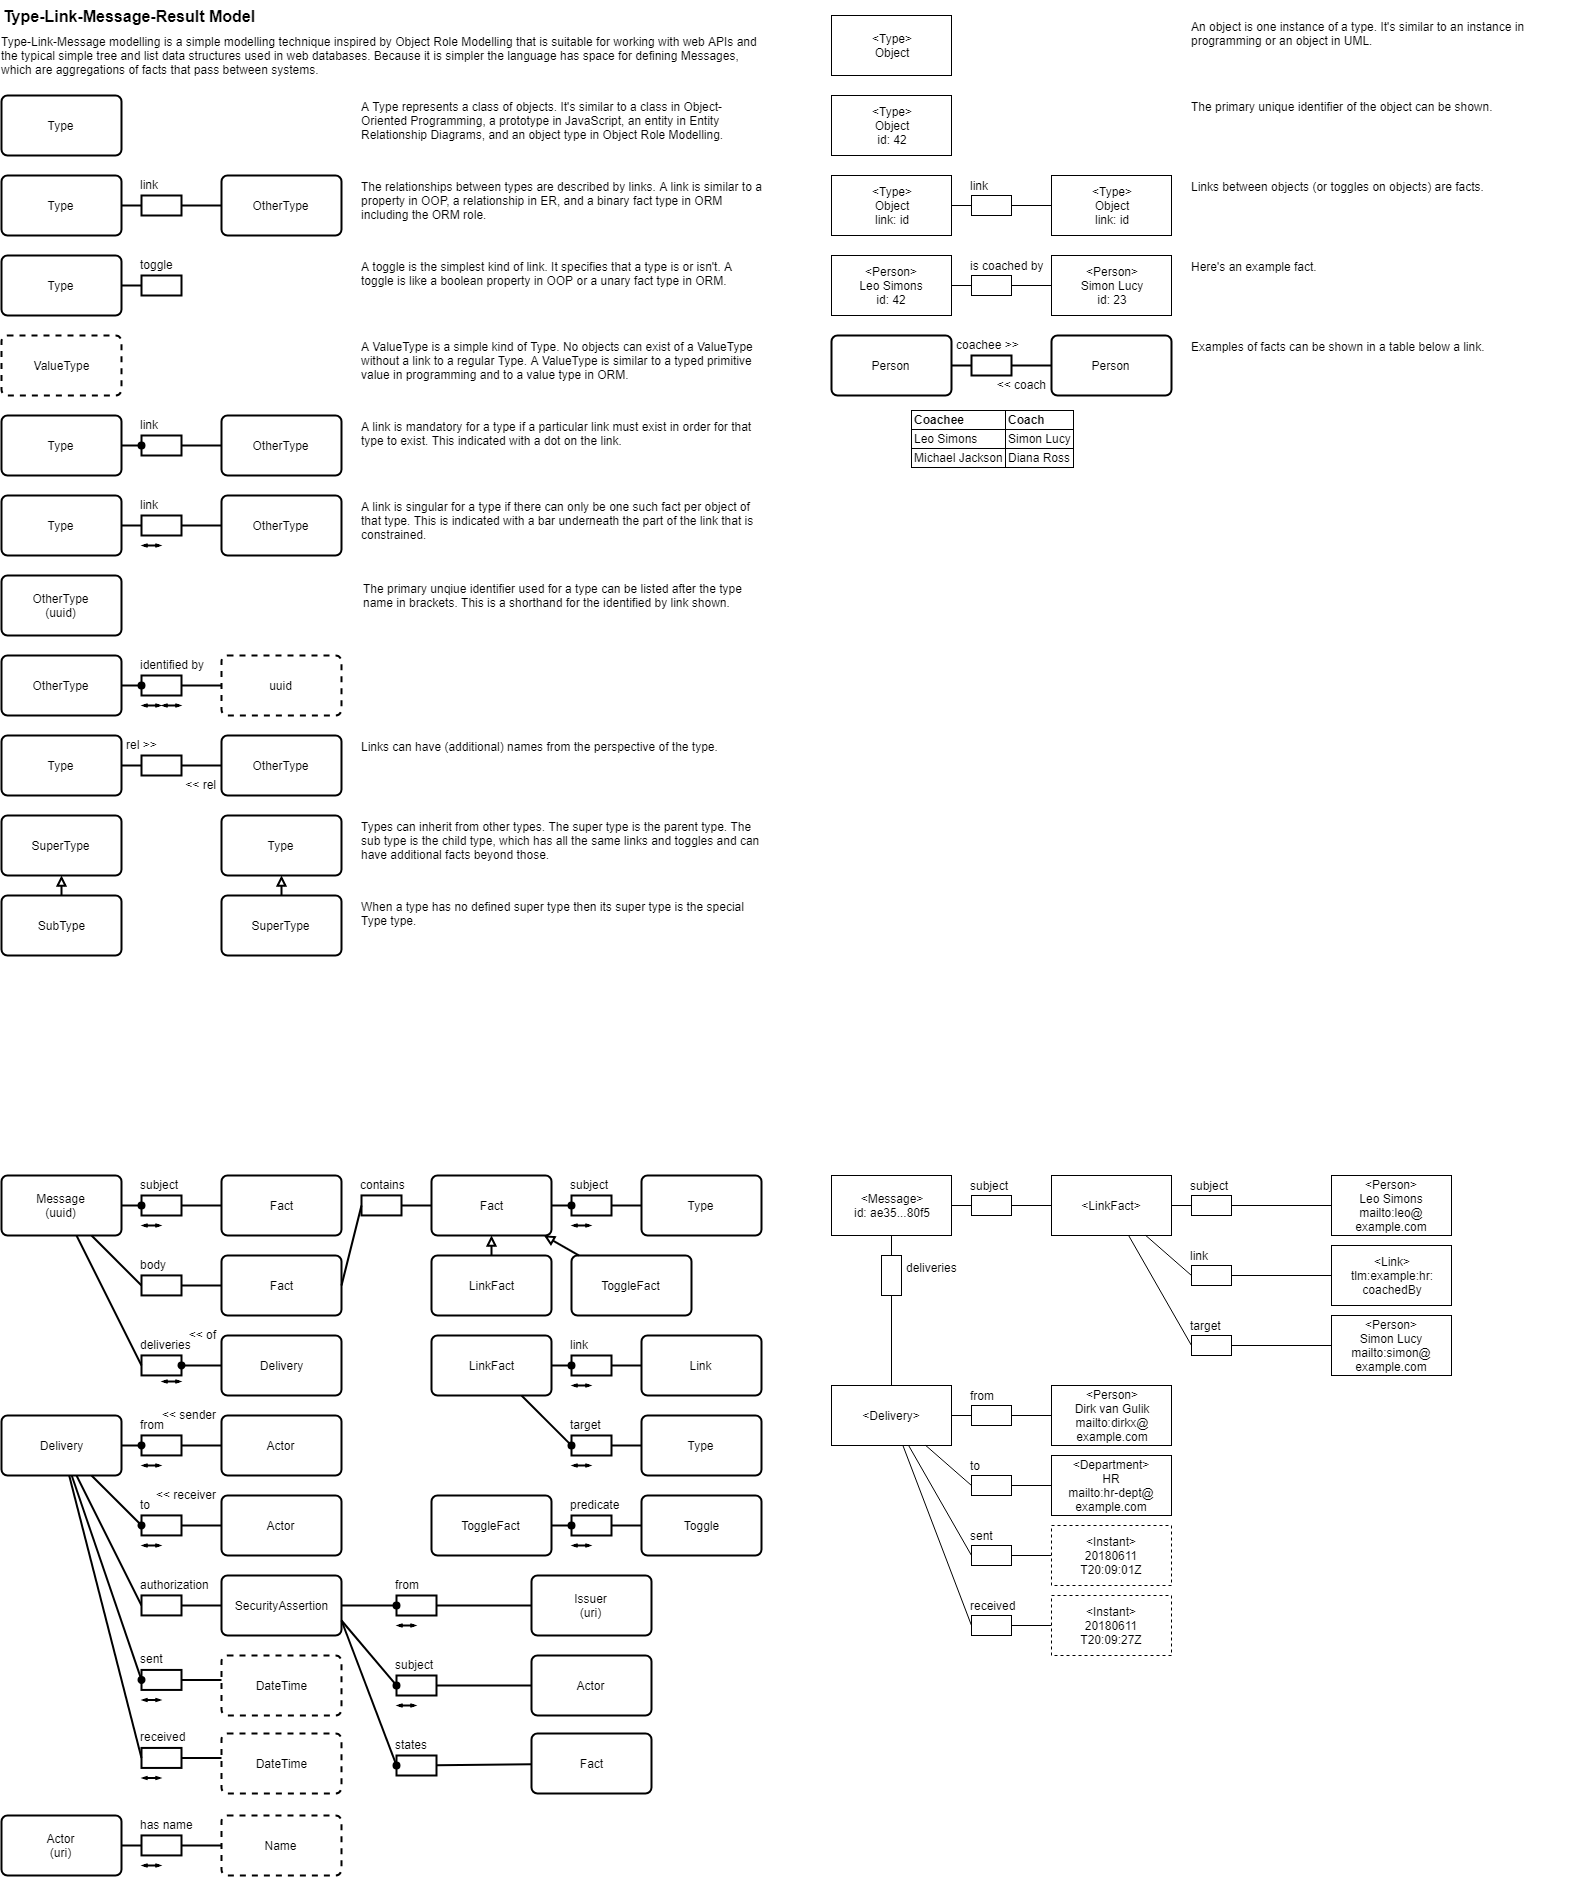 Type-Link-Message-Result Model
Type-Link-Message modelling is a simple modelling technique inspired by Object Role Modelling that is suitable for working with web APIs and
the typical simple tree and list data structures used in web databases. Because it is simpler the language has space for defining Messages,
which are aggregations of facts that pass between systems.
Type
A Type represents a class of objects. It's similar to a class in Object-
Oriented Programming, a prototype in JavaScript, an entity in Entity
Relationship Diagrams, and an object type in Object Role Modelling.
Type
link
OtherType
The relationships between types are described by links. A link is similar to a
property in OOP, a relationship in ER, and a binary fact type in ORM
including the ORM role.
Type
toggle
A toggle is the simplest kind of link. It specifies that a type is or isn't. A
toggle is like a boolean property in OOP or a unary fact type in ORM.
ValueType
A ValueType is a simple kind of Type. No objects can exist of a ValueType
without a link to a regular Type. A ValueType is similar to a typed primitive
value in programming and to a value type in ORM.
Type
link
OtherType
A link is mandatory for a type if a particular link must exist in order for that
type to exist. This indicated with a dot on the link.
Type
link
OtherType
A link is singular for a type if there can only be one such fact per object of
that type. This is indicated with a bar underneath the part of the link that is
constrained.
OtherType
(uuid)
The primary unqiue identifier used for a type can be listed after the type
name in brackets. This is a shorthand for the identified by link shown.
OtherType
identified by
uuid
Type
rel >>
<< rel
OtherType
Links can have (additional) names from the perspective of the type.
SuperType
Type
Types can inherit from other types. The super type is the parent type. The
sub type is the child type, which has all the same links and toggles and can
have additional facts beyond those.
SubType
SuperType
When a type has no defined super type then its super type is the special
Type type.
<Type>
Object
An object is one instance of a type. It's similar to an instance in
programming or an object in UML.
<Type>
Object
id: 42
The primary unique identifier of the object can be shown.
<Type>
Object
link: id
link
<Type>
Object
link: id
Links between objects (or toggles on objects) are facts.
<Person>
Leo Simons
id: 42
is coached by
<Person>
Simon Lucy
id: 23
Here's an example fact.
Person
coachee >>
<< coach
Person
Examples of facts can be shown in a table below a link.
Coachee Coach
Leo Simons Simon Lucy
Michael Jackson Diana Ross
Message
(uuid)
subject
Fact
body
Fact
deliveries
<< of
Delivery
contains
Fact
subject
Type
LinkFact
ToggleFact
LinkFact
link
Link
target
Type
ToggleFact
predicate
Toggle
Delivery
<< sender
from
Actor
<< receiver
to
Actor
authorization
SecurityAssertion
from
Issuer
(uri)
sent
DateTime
subject
Actor
received
DateTime
states
Fact
Actor
(uri)
has name
Name
<Message>
id: ae35...80f5
subject
<LinkFact>
subject
<Person>
Leo Simons
mailto:leo@
example.com
deliveries
link
<Link>
tlm:example:hr:
coachedBy
target
<Person>
Simon Lucy
mailto:simon@
example.com
<Delivery>
from
<Person>
Dirk van Gulik
mailto:dirkx@
example.com
to
<Department>
HR
mailto:hr-dept@
example.com
sent
<Instant>
20180611
T20:09:01Z
received
<Instant>
20180611
T20:09:27Z